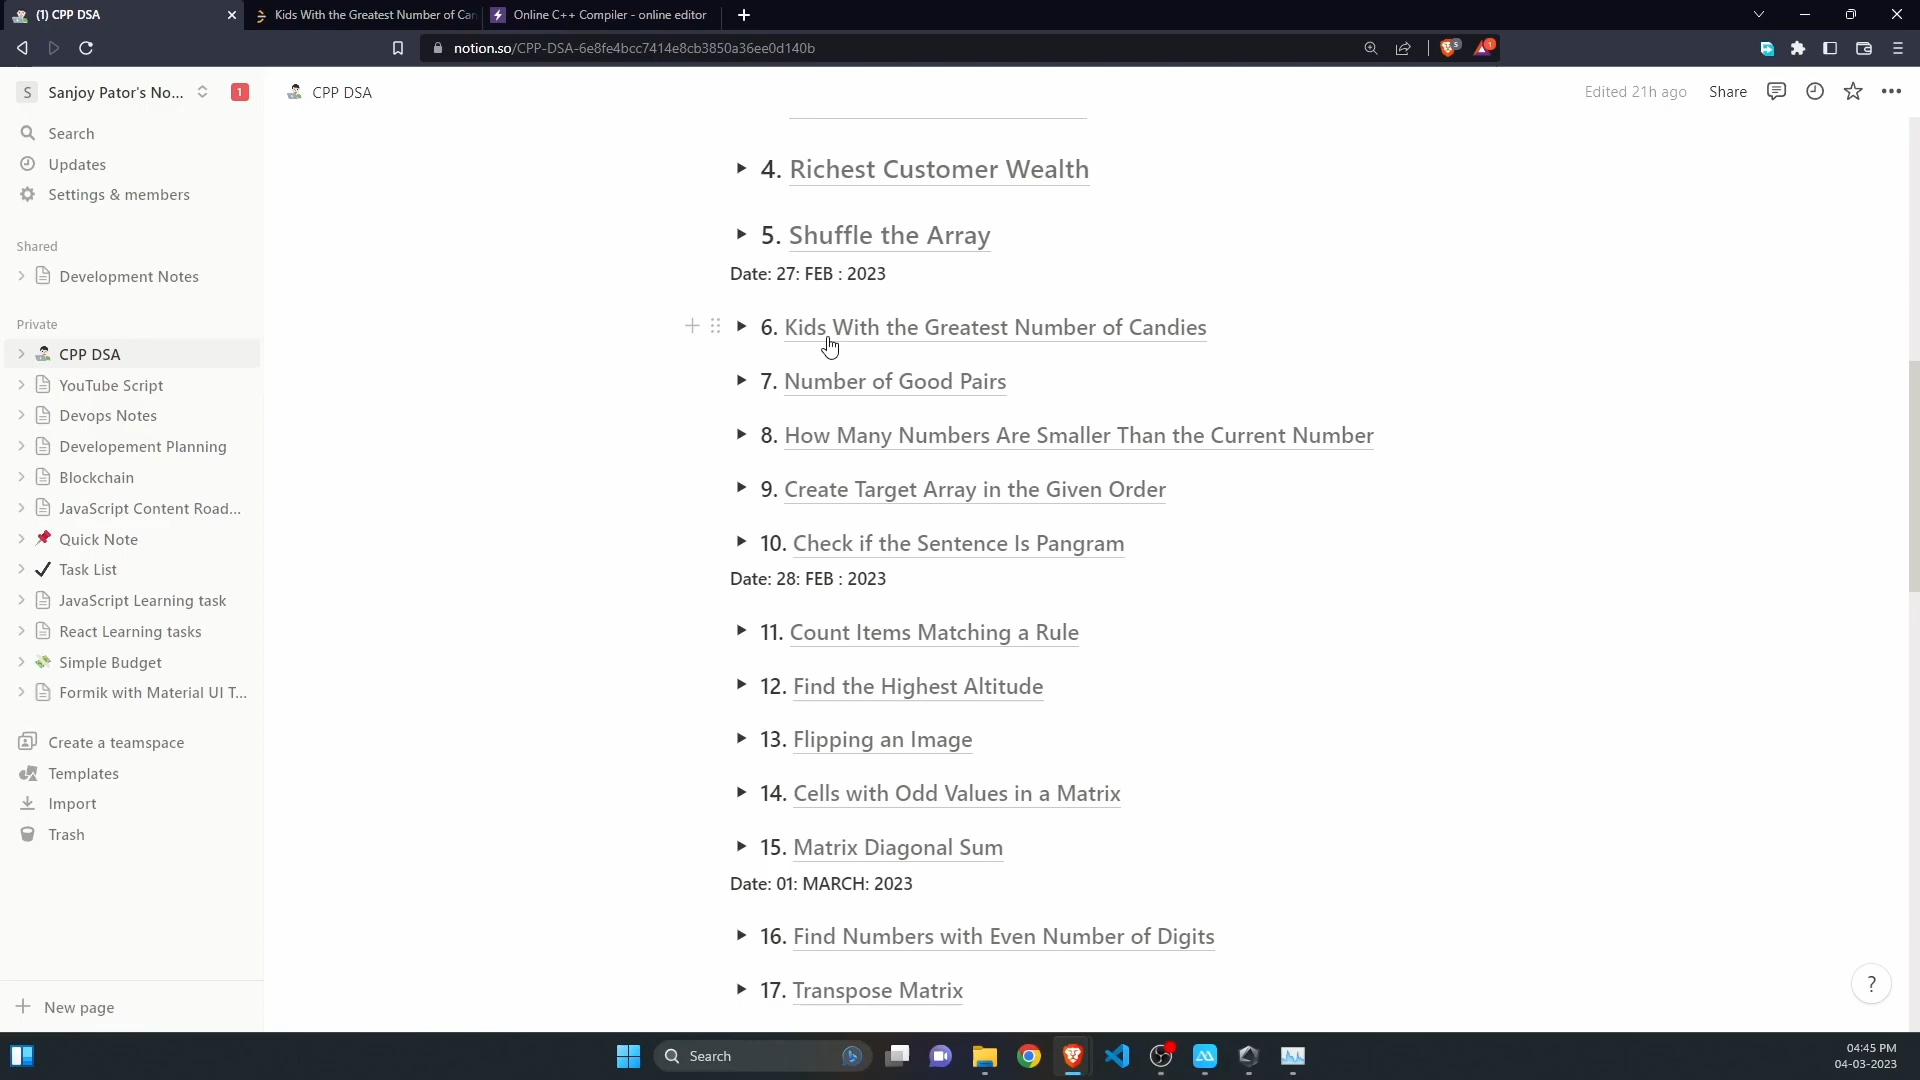 (1) CPP DSA
Kids With the Greatest Number of Can
Online C++ Compiler - online editor
notion.so/CPP-DSA-6e8fe4bcc7414e8cb3850a36ee0d140b
S
Sanjoy Pator's No...
1
CPP DSA
Edited 21h ago
Share
Search
Updates
Settings & members
Shared
Development Notes
Private
CPP DSA
YouTube Script
Devops Notes
Developement Planning
Blockchain
JavaScript Content Road...
Quick Note
Task List
JavaScript Learning task
React Learning tasks
Simple Budget
Formik with Material UI T...
Create a teamspace
Templates
Import
Trash
New page
4. Richest Customer Wealth
5. Shuffle the Array
Date: 27: FEB : 2023
6. Kids With the Greatest Number of Candies
7. Number of Good Pairs
8. How Many Numbers Are Smaller Than the Current Number
9. Create Target Array in the Given Order
10. Check if the Sentence Is Pangram
Date: 28: FEB : 2023
11. Count Items Matching a Rule
12. Find the Highest Altitude
13. Flipping an Image
14. Cells with Odd Values in a Matrix
15. Matrix Diagonal Sum
Date: 01: MARCH: 2023
16. Find Numbers with Even Number of Digits
17. Transpose Matrix
?
Search
04:45 PM
04-03-2023